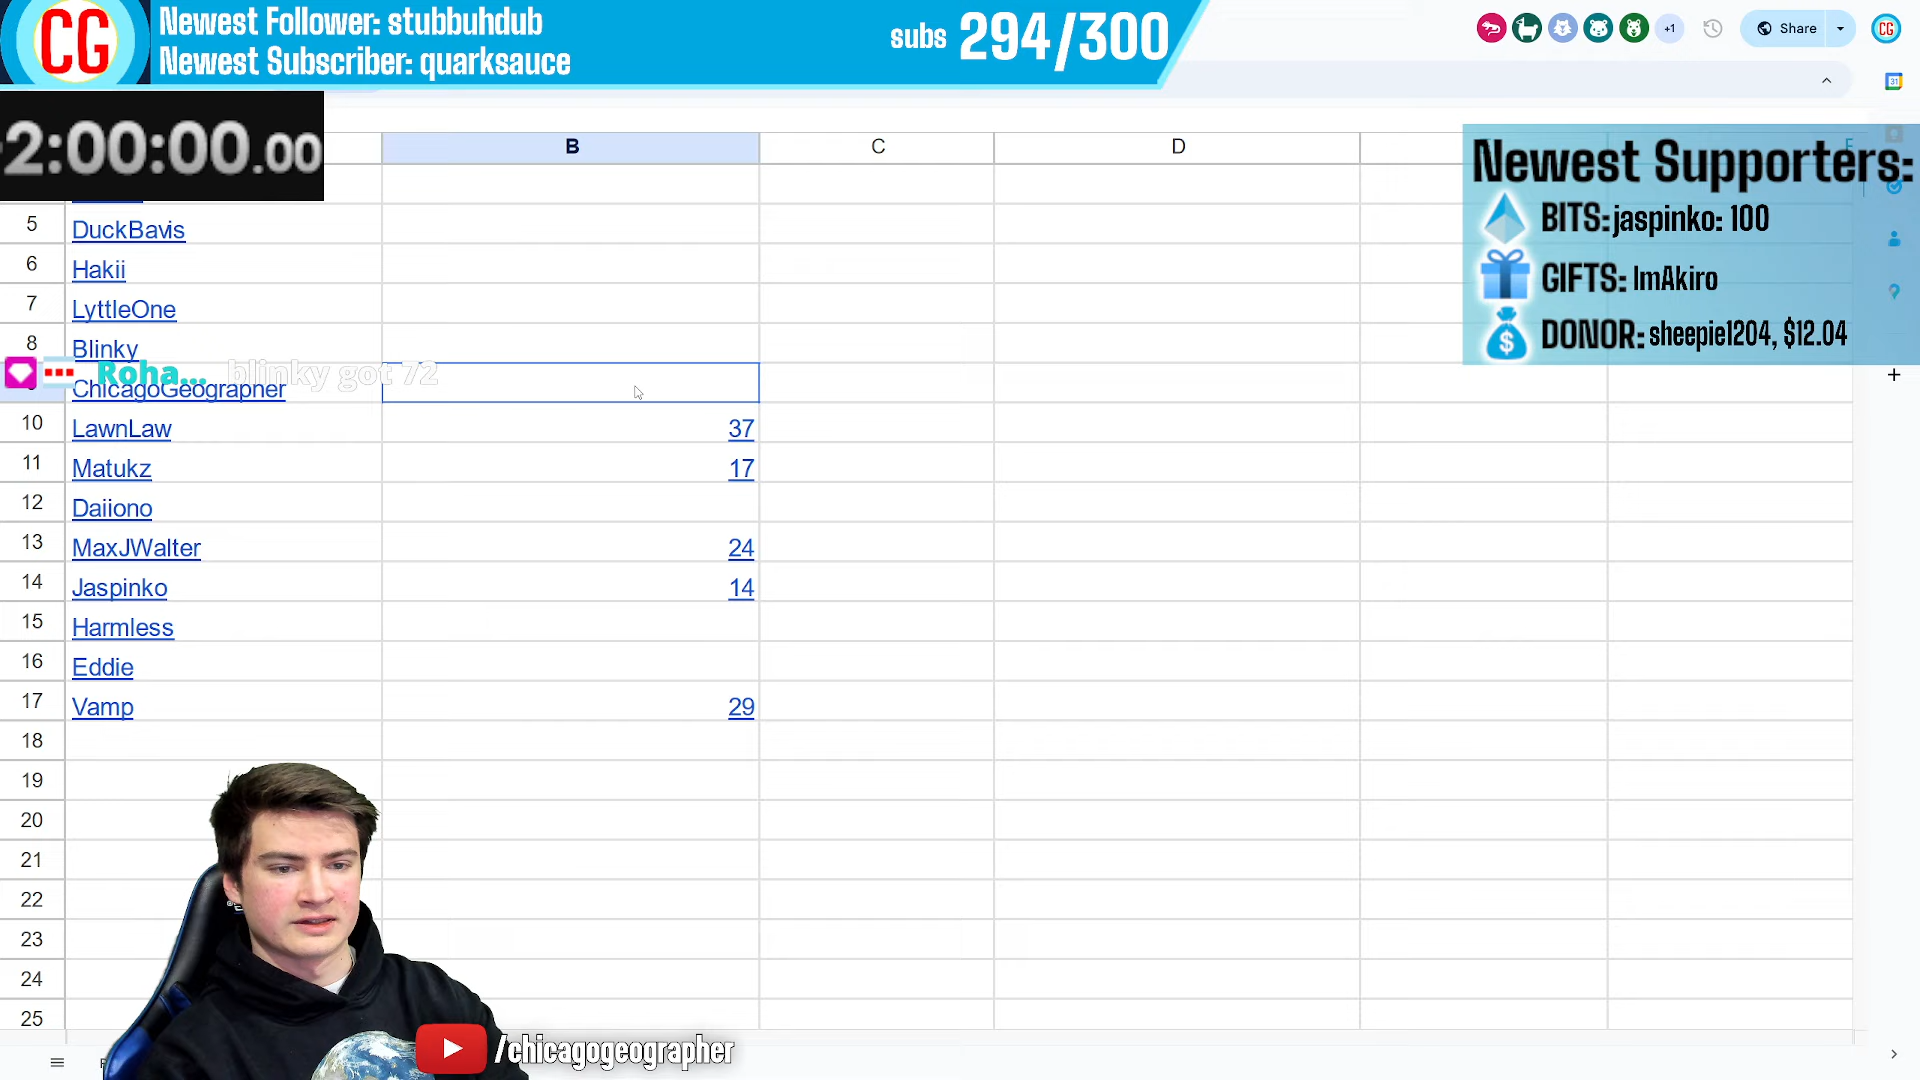 CG
Newest Follower: stubbuhdub
Newest Subscriber: quarksauce
subs 294/300
+1
Share
CG
31
2:00:00.00
B
C
D
E
Newest Supporters:
BITS: jaspinko: 100
GIFTS: ImAkiro
DONOR: sheepie1204, $12.04
5 DuckBavis
6 Hakii
7 LyttleOne
8 Blinky
Roha... blinky got 72
ChicagoGeographer
10 LawnLaw 37
11 Matukz 17
12 Daiiono
13 MaxJWalter 24
14 Jaspinko 14
15 Harmless
16 Eddie
17 Vamp 29
18
19
20
21
22
23
24
25
/chicagogeographer